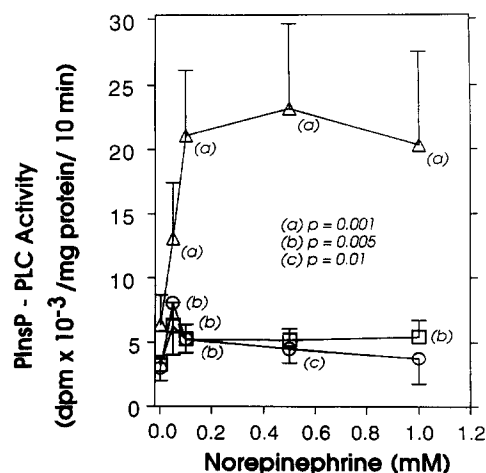 PlnsP - PLC Activity
(dpm x 10⁻³ /mg protein/ 10 min)
30
25
20
15
10
5
0
(a)
(a)
(a)
(a)
(a) p = 0.001
(b) p = 0.005
(c) p = 0.01
(b)
(b)
(b)
(b)
(c)
0.0 0.2 0.4 0.6 0.8 1.0 1.2
Norepinephrine (mM)